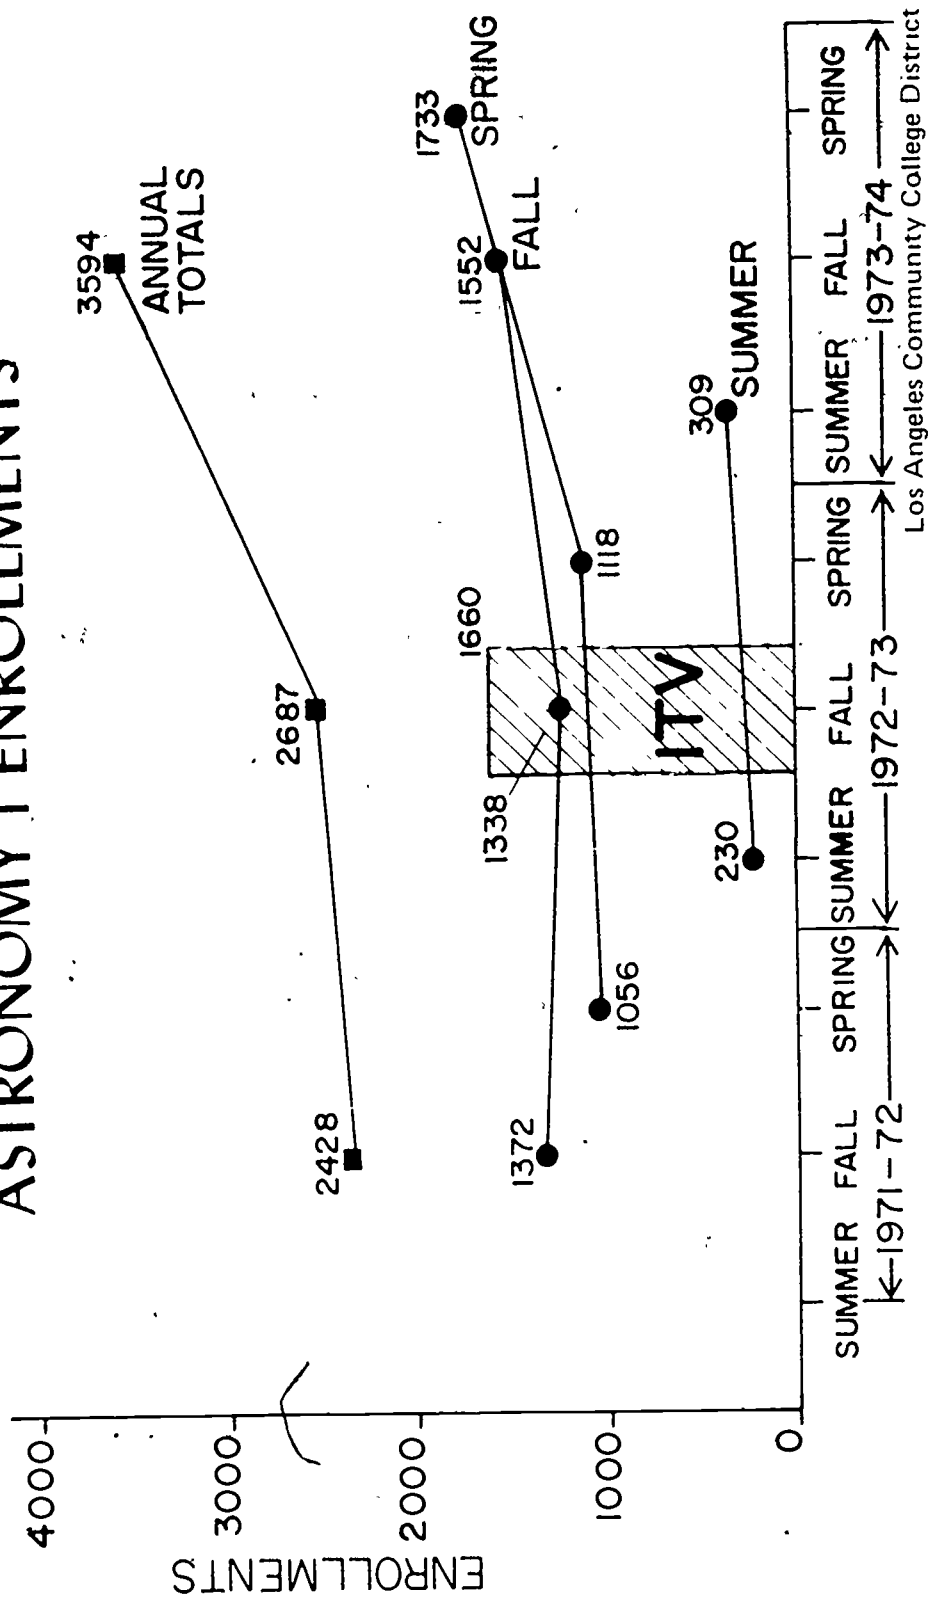 ASTRONOMY 1 ENROLLMENTS
4000
3000
2000
1000
0
ENROLLMENTS
3594
ANNUAL
TOTALS
2687
2428
1733
SPRING
1552
FALL
1660
1338
1372
1118
1056
ITV
309
SUMMER
230
SUMMER FALL SPRING SUMMER FALL SPRING SUMMER FALL SPRING
1971-72 1972-73 1973-74
Los Angeles Community College District